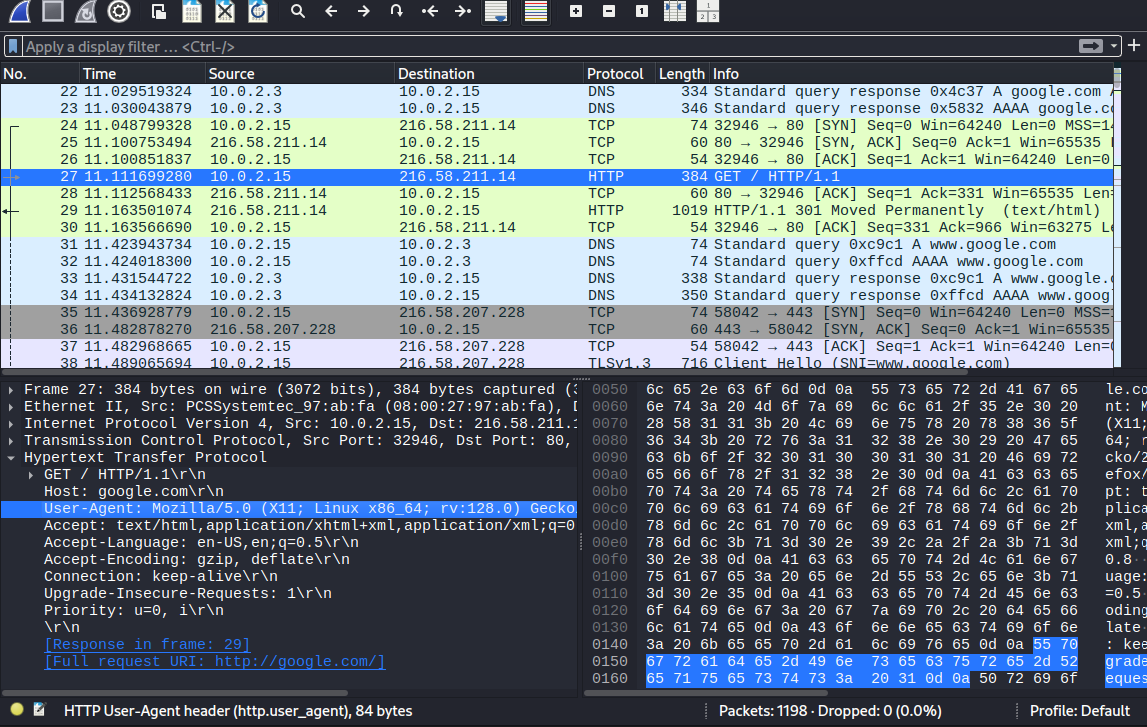 Apply a display filter … <Ctrl-/>
No. Time Source Destination Protocol Length Info
22 11.029519324 10.0.2.3 10.0.2.15 DNS 334 Standard query response 0x4c37 A google.com A
23 11.030043879 10.0.2.3 10.0.2.15 DNS 346 Standard query response 0x5832 AAAA google.co
24 11.048799328 10.0.2.15 216.58.211.14 TCP 74 32946 → 80 [SYN] Seq=0 Win=64240 Len=0 MSS=14
25 11.100753494 216.58.211.14 10.0.2.15 TCP 60 80 → 32946 [SYN, ACK] Seq=0 Ack=1 Win=65535 L
26 11.100851837 10.0.2.15 216.58.211.14 TCP 54 32946 → 80 [ACK] Seq=1 Ack=1 Win=64240 Len=0
27 11.111699280 10.0.2.15 216.58.211.14 HTTP 384 GET / HTTP/1.1
28 11.112568433 216.58.211.14 10.0.2.15 TCP 60 80 → 32946 [ACK] Seq=1 Ack=331 Win=65535 Len=
29 11.163501074 216.58.211.14 10.0.2.15 HTTP 1019 HTTP/1.1 301 Moved Permanently (text/html)
30 11.163566690 10.0.2.15 216.58.211.14 TCP 54 32946 → 80 [ACK] Seq=331 Ack=966 Win=63275 Le
31 11.423943734 10.0.2.15 10.0.2.3 DNS 74 Standard query 0xc9c1 A www.google.com
32 11.424018300 10.0.2.15 10.0.2.3 DNS 74 Standard query 0xffcd AAAA www.google.com
33 11.431544722 10.0.2.3 10.0.2.15 DNS 338 Standard query response 0xc9c1 A www.google.c
34 11.434132824 10.0.2.3 10.0.2.15 DNS 350 Standard query response 0xffcd AAAA www.goog
35 11.436928779 10.0.2.15 216.58.207.228 TCP 74 58042 → 443 [SYN] Seq=0 Win=64240 Len=0 MSS=1
36 11.482878270 216.58.207.228 10.0.2.15 TCP 60 443 → 58042 [SYN, ACK] Seq=0 Ack=1 Win=65535
37 11.482968665 10.0.2.15 216.58.207.228 TCP 54 58042 → 443 [ACK] Seq=1 Ack=1 Win=64240 Len=0
38 11.489065694 10.0.2.15 216.58.207.228 TLSv1.3 716 Client Hello (SNI=www.google.com)
Frame 27: 384 bytes on wire (3072 bits), 384 bytes captured (3
Ethernet II, Src: PCSSystemtec_97:ab:fa (08:00:27:97:ab:fa), D
Internet Protocol Version 4, Src: 10.0.2.15, Dst: 216.58.211.1
Transmission Control Protocol, Src Port: 32946, Dst Port: 80,
Hypertext Transfer Protocol
GET / HTTP/1.1\r\n
Host: google.com\r\n
User-Agent: Mozilla/5.0 (X11; Linux x86_64; rv:128.0) Gecko
Accept: text/html,application/xhtml+xml,application/xml;q=0
Accept-Language: en-US,en;q=0.5\r\n
Accept-Encoding: gzip, deflate\r\n
Connection: keep-alive\r\n
Upgrade-Insecure-Requests: 1\r\n
Priority: u=0, i\r\n
\r\n
[Response in frame: 29]
[Full request URI: http://google.com/]
0050 6c 65 2e 63 6f 6d 0d 0a 55 73 65 72 2d 41 67 65 le.co
0060 6e 74 3a 20 4d 6f 7a 69 6c 6c 61 2f 35 2e 30 20 nt: M
0070 28 58 31 31 3b 20 4c 69 6e 75 78 20 78 38 36 5f (X11;
0080 36 34 3b 20 72 76 3a 31 32 38 2e 30 29 20 47 65 64; r
0090 63 6b 6f 2f 32 30 31 30 30 31 30 31 20 46 69 72 cko/2
00a0 65 66 6f 78 2f 31 32 38 2e 30 0d 0a 41 63 63 65 efox/
00b0 70 74 3a 20 74 65 78 74 2f 68 74 6d 6c 2c 61 70 pt: t
00c0 70 6c 69 63 61 74 69 6f 6e 2f 78 68 74 6d 6c 2b plica
00d0 78 6d 6c 2c 61 70 70 6c 69 63 61 74 69 6f 6e 2f xml,a
00e0 78 6d 6c 3b 71 3d 30 2e 39 2c 2a 2f 2a 3b 71 3d xml;q
00f0 30 2e 38 0d 0a 41 63 63 65 70 74 2d 4c 61 6e 67 0.8··
0100 75 61 67 65 3a 20 65 6e 2d 55 53 2c 65 6e 3b 71 uage:
0110 3d 30 2e 35 0d 0a 41 63 63 65 70 74 2d 45 6e 63 =0.5·
0120 6f 64 69 6e 67 3a 20 67 7a 69 70 2c 20 64 65 66 oding
0130 6c 61 74 65 0d 0a 43 6f 6e 6e 65 63 74 69 6f 6e late·
0140 3a 20 6b 65 65 70 2d 61 6c 69 76 65 0d 0a 55 70 : kee
0150 67 72 61 64 65 2d 49 6e 73 65 63 75 72 65 2d 52 grade
0160 65 71 75 65 73 74 73 3a 20 31 0d 0a 50 72 69 6f eques
HTTP User-Agent header (http.user_agent), 84 bytes
Packets: 1198 · Dropped: 0 (0.0%)
Profile: Default